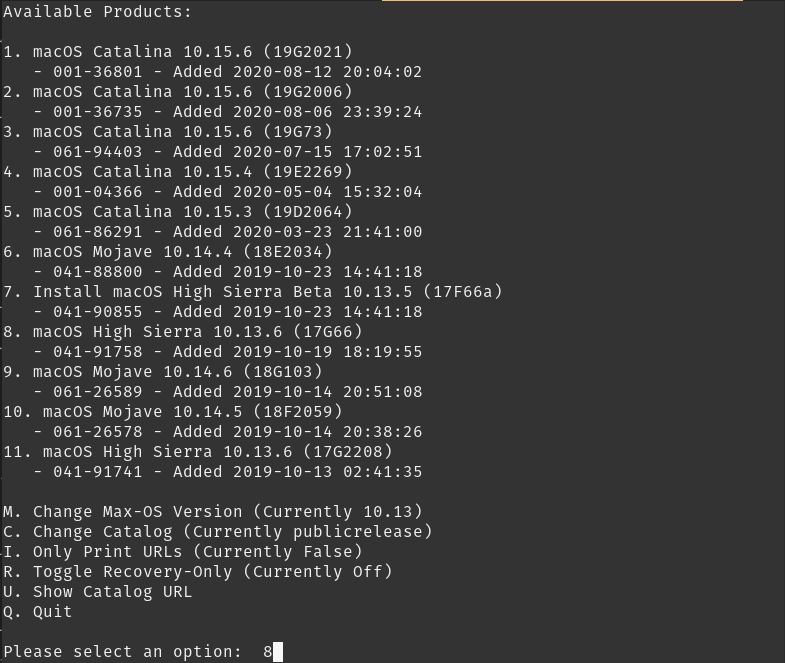 Available Products:
1. macOS Catalina 10.15.6 (19G2021)
- 001-36801 - Added 2020-08-12 20:04:02
2. macOS Catalina 10.15.6 (19G2006)
- 001-36735 - Added 2020-08-06 23:39:24
3. macOS Catalina 10.15.6 (19G73)
- 061-94403 - Added 2020-07-15 17:02:51
4. macOS Catalina 10.15.4 (19E2269)
- 001-04366 - Added 2020-05-04 15:32:04
5. macOS Catalina 10.15.3 (19D2064)
- 061-86291 - Added 2020-03-23 21:41:00
6. macOS Mojave 10.14.4 (18E2034)
- 041-88800 - Added 2019-10-23 14:41:18
7. Install macOS High Sierra Beta 10.13.5 (17F66a)
- 041-90855 - Added 2019-10-23 14:41:18
8. macOS High Sierra 10.13.6 (17G66)
- 041-91758 - Added 2019-10-19 18:19:55
9. macOS Mojave 10.14.6 (18G103)
- 061-26589 - Added 2019-10-14 20:51:08
10. macOS Mojave 10.14.5 (18F2059)
- 061-26578 - Added 2019-10-14 20:38:26
11. macOS High Sierra 10.13.6 (17G2208)
- 041-91741 - Added 2019-10-13 02:41:35
M. Change Max-OS Version (Currently 10.13)
C. Change Catalog (Currently publicrelease)
I. Only Print URLs (Currently False)
R. Toggle Recovery-Only (Currently Off)
U. Show Catalog URL
Q. Quit
Please select an option: 8